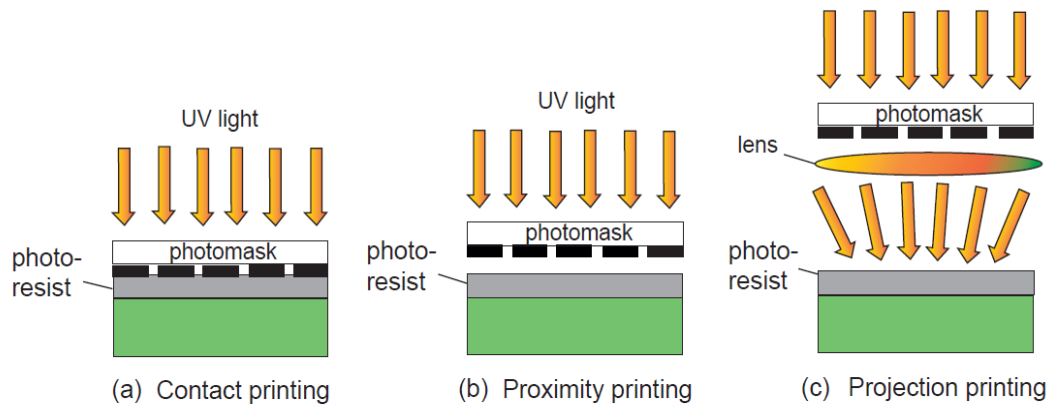 UV light
photomask
photo-
resist
(a) Contact printing
UV light
photomask
photo-
resist
(b) Proximity printing
photomask
lens
photo-
resist
(c) Projection printing